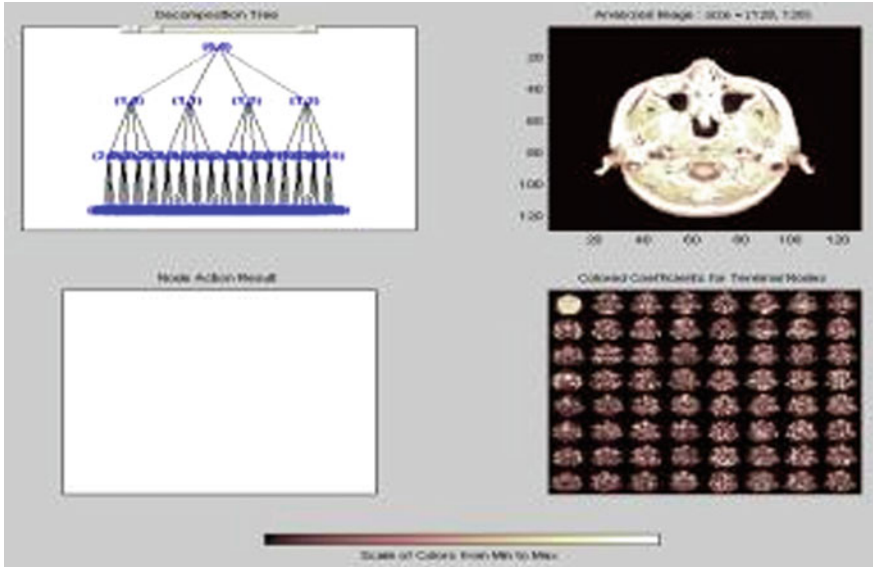 Decomposition Tree
(0,0)
(1,0) (1,1) (1,2) (1,3)
Analyzed Image : size = (128, 128)
20
40
60
80
100
120
20 40 60 80 100 120
Node Action Result
Colored Coefficients for Terminal Nodes
Scale of Colors from Min to Max